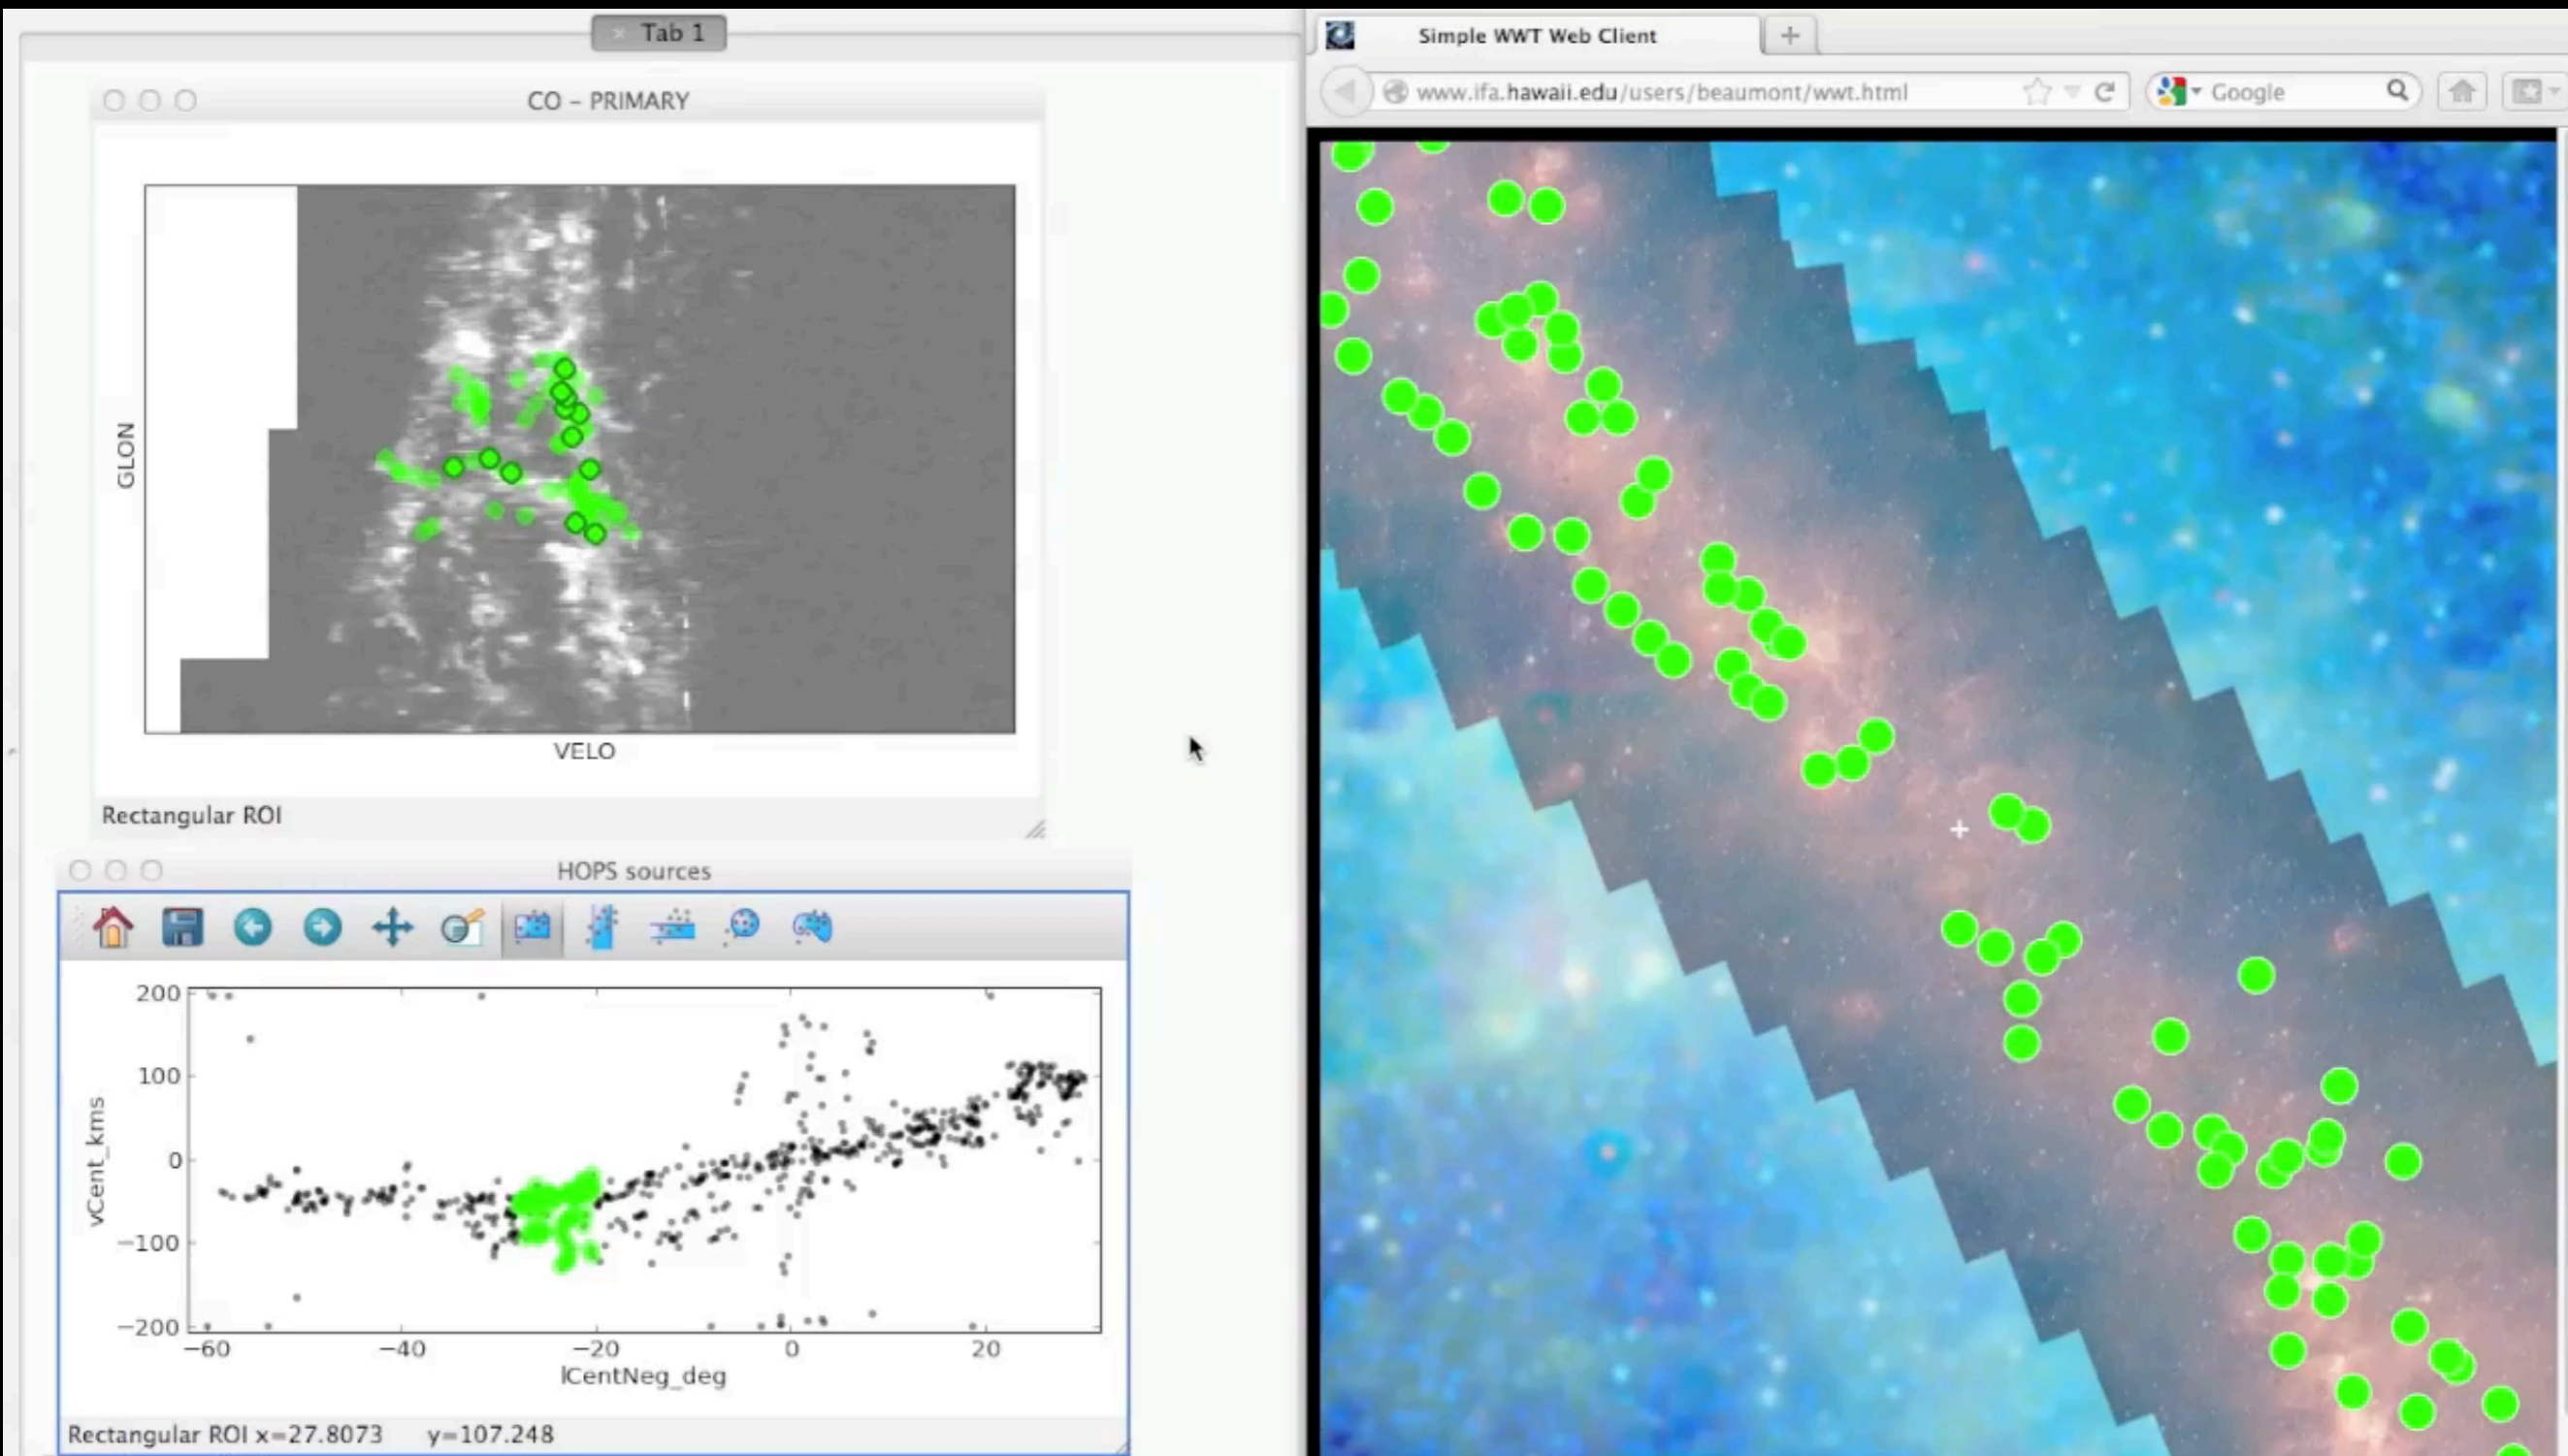 Tab 1
CO – PRIMARY
GLON
VELO
Rectangular ROI
HOPS sources
200
100
0
−100
−200
vCent_kms
−60 −40 −20 0 20
lCentNeg_deg
Rectangular ROI x=27.8073 y=107.248
Simple WWT Web Client
www.ifa.hawaii.edu/users/beaumont/wwt.html
Google